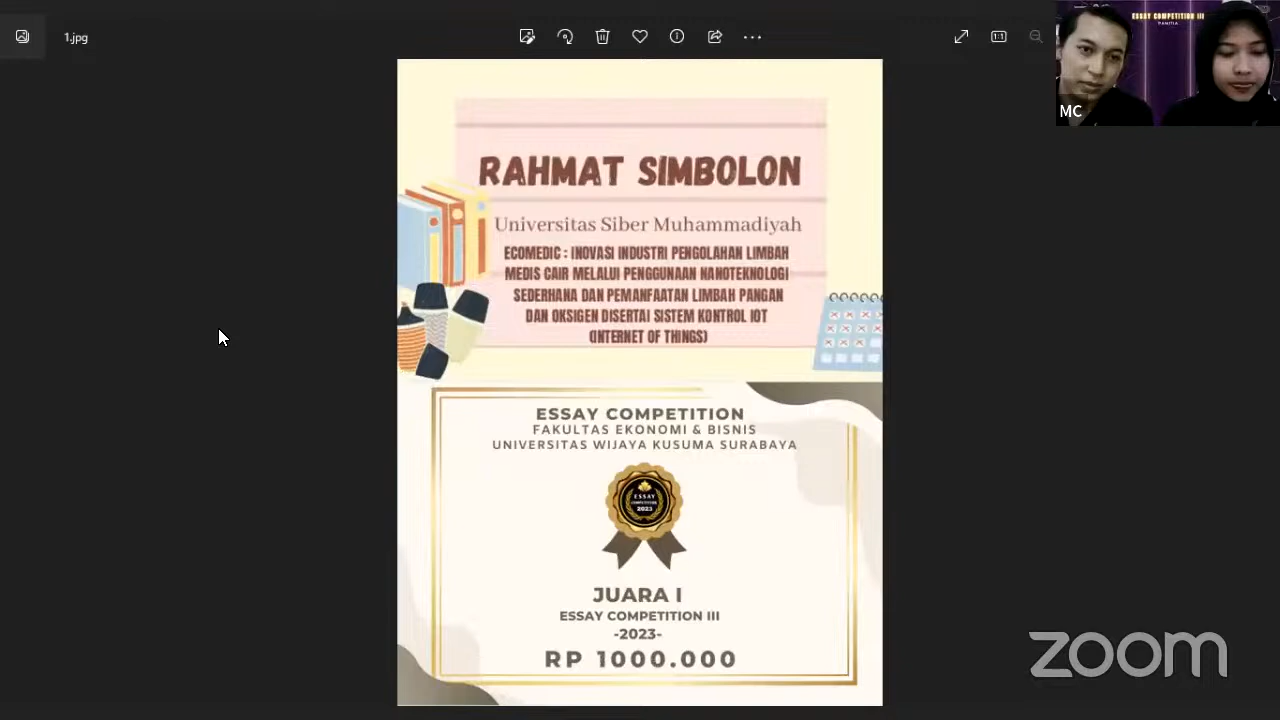 1.jpg
ESSAY COMPETITION III
PANITIA
MC
RAHMAT SIMBOLON
Universitas Siber Muhammadiyah
ECOMEDIC : INOVASI INDUSTRI PENGOLAHAN LIMBAH
MEDIS CAIR MELALUI PENGGUNAAN NANOTEKNOLOGI
SEDERHANA DAN PEMANFAATAN LIMBAH PANGAN
DAN OKSIGEN DISERTAI SISTEM KONTROL IOT
(INTERNET OF THINGS)
ESSAY COMPETITION
FAKULTAS EKONOMI & BISNIS
UNIVERSITAS WIJAYA KUSUMA SURABAYA
ESSAY
COMPETITION
2023
JUARA I
ESSAY COMPETITION III
-2023-
RP 1000.000
zoom